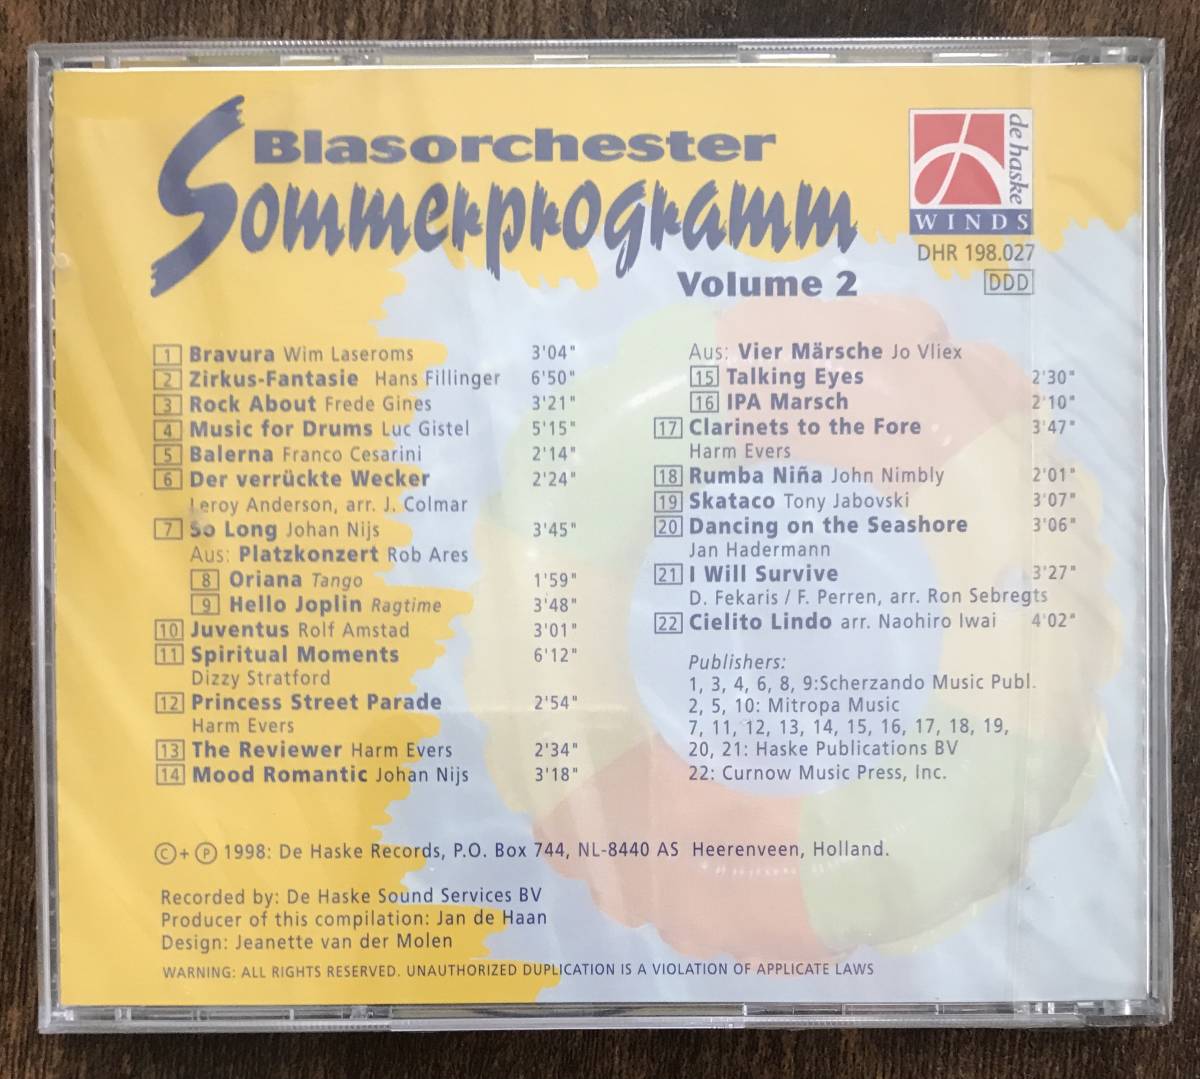 Blasorchester
Sommerprogramm
Volume 2
de haske
WINDS
DHR 198.027
DDD
1 Bravura Wim Laseroms 3'04"
2 Zirkus-Fantasie Hans Fillinger 6'50"
3 Rock About Frede Gines 3'21"
4 Music for Drums Luc Gistel 5'15"
5 Balerna Franco Cesarini 2'14"
6 Der verrückte Wecker 2'24"
Leroy Anderson, arr. J. Colmar
7 So Long Johan Nijs 3'45"
Aus: Platzkonzert Rob Ares
8 Oriana Tango 1'59"
9 Hello Joplin Ragtime 3'48"
10 Juventus Rolf Amstad 3'01"
11 Spiritual Moments 6'12"
Dizzy Stratford
12 Princess Street Parade 2'54"
Harm Evers
13 The Reviewer Harm Evers 2'34"
14 Mood Romantic Johan Nijs 3'18"
Aus: Vier Märsche Jo Vliex
15 Talking Eyes 2'30"
16 IPA Marsch 2'10"
17 Clarinets to the Fore 3'47"
Harm Evers
18 Rumba Niña John Nimbly 2'01"
19 Skataco Tony Jabovski 3'07"
20 Dancing on the Seashore 3'06"
Jan Hadermann
21 I Will Survive 3'27"
D. Fekaris / F. Perren, arr. Ron Sebregts
22 Cielito Lindo arr. Naohiro Iwai 4'02"
Publishers:
1, 3, 4, 6, 8, 9:Scherzando Music Publ.
2, 5, 10: Mitropa Music
7, 11, 12, 13, 14, 15, 16, 17, 18, 19,
20, 21: Haske Publications BV
22: Curnow Music Press, Inc.
©+℗ 1998: De Haske Records, P.O. Box 744, NL-8440 AS Heerenveen, Holland.
Recorded by: De Haske Sound Services BV
Producer of this compilation: Jan de Haan
Design: Jeanette van der Molen
WARNING: ALL RIGHTS RESERVED. UNAUTHORIZED DUPLICATION IS A VIOLATION OF APPLICATE LAWS